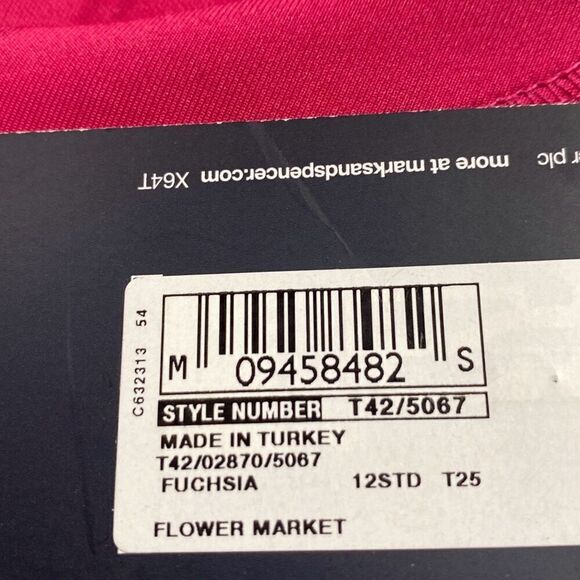 more at marksandspencer.com X64T
C632313 54
M 09458482 S
STYLE NUMBER T42/5067
MADE IN TURKEY
T42/02870/5067
FUCHSIA 12STD T25
FLOWER MARKET